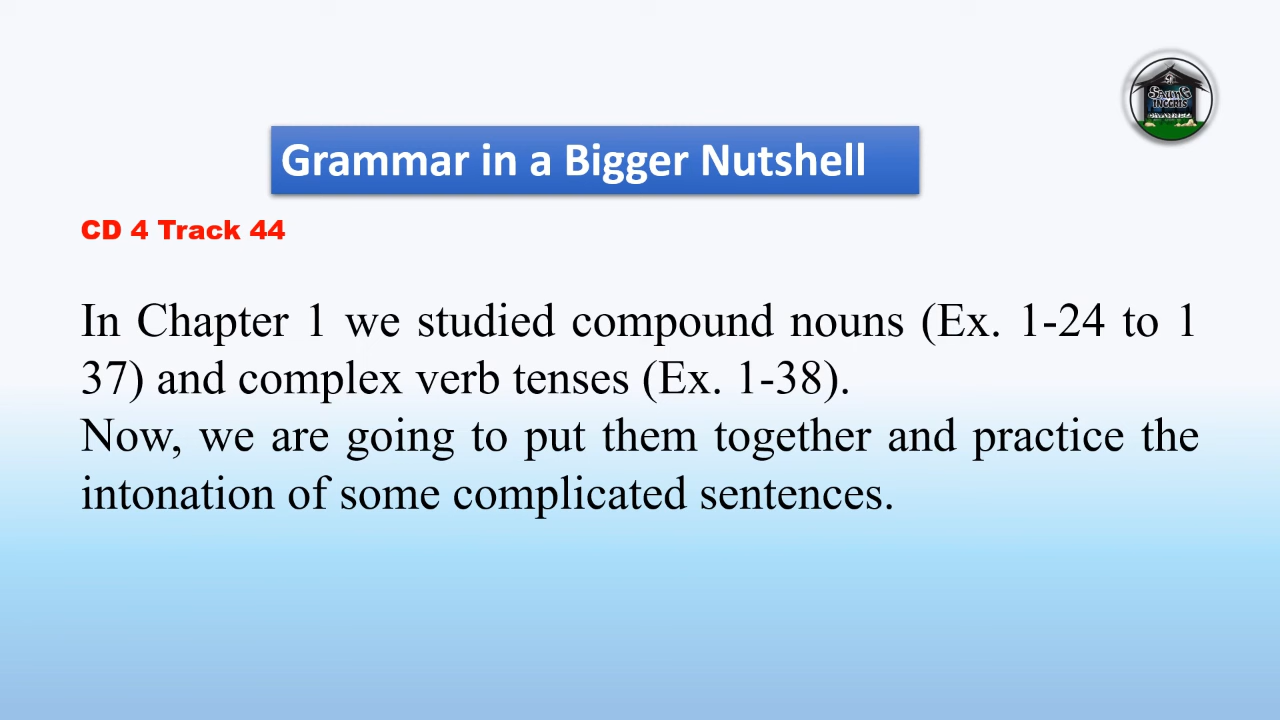 SAUNG
INGGRIS
Grammar in a Bigger Nutshell
CD 4 Track 44
In Chapter 1 we studied compound nouns (Ex. 1-24 to 1
37) and complex verb tenses (Ex. 1-38).
Now, we are going to put them together and practice the
intonation of some complicated sentences.